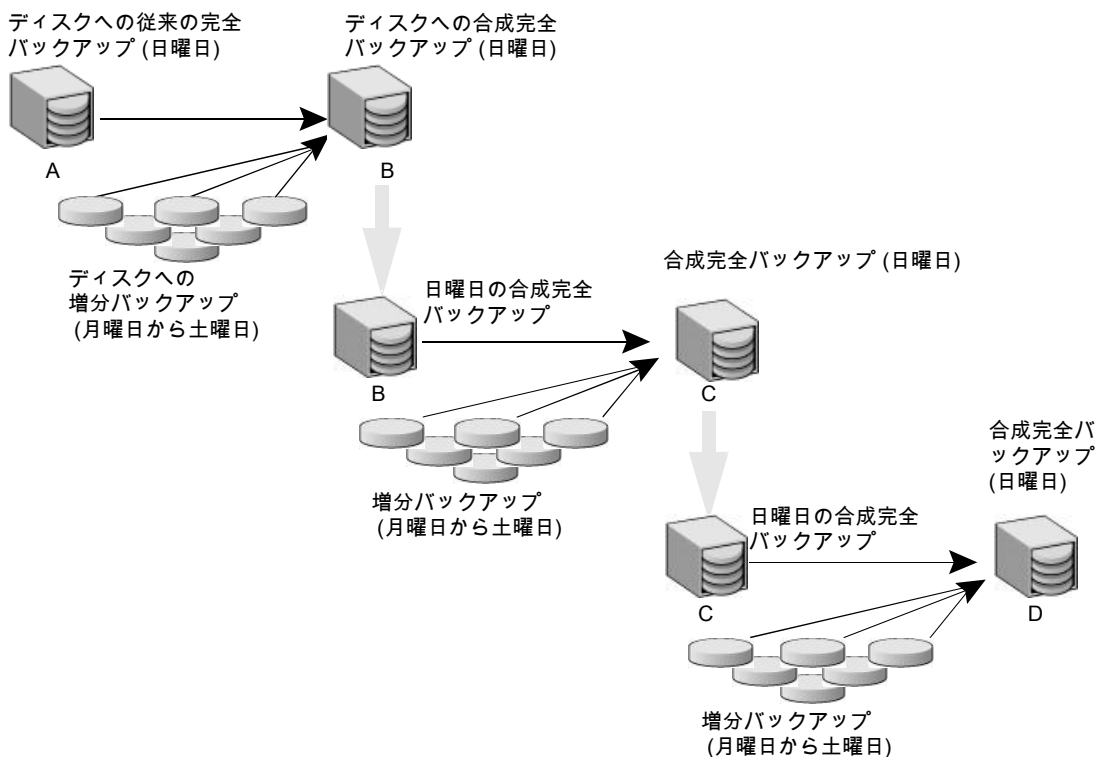 ディスクへの従来の完全
バックアップ (日曜日)
ディスクへの合成完全
バックアップ (日曜日)
A
B
ディスクへの
増分バックアップ
(月曜日から土曜日)
合成完全バックアップ (日曜日)
日曜日の合成完全
バックアップ
B
C
増分バックアップ
(月曜日から土曜日)
合成完全バ
ックアップ
(日曜日)
日曜日の合成完全
バックアップ
C
D
増分バックアップ
(月曜日から土曜日)